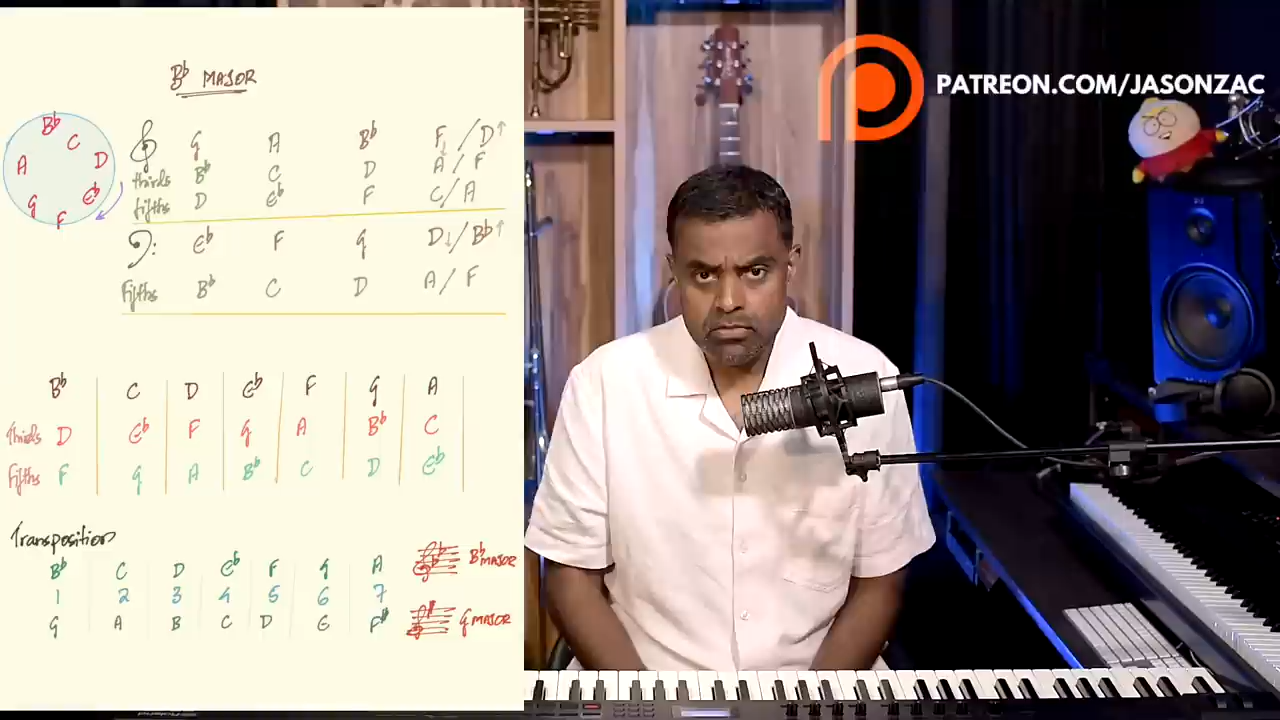 B♭ MAJOR
B♭
C
D
E♭
F
G
A
G A B♭ F↓ / D↑
thirds B♭ C D A / F
fifths D E♭ F C / A
E♭ F G D↓ / B♭↑
Fifths B♭ C D A / F
B♭ C D E♭ F G A
thirds D E♭ F G A B♭ C
Fifths F G A B♭ C D E♭
Transposition
B♭ C D E♭ F G A B♭ MAJOR
1 2 3 4 5 6 7
G A B C D E F# G MAJOR
PATREON.COM/JASONZAC